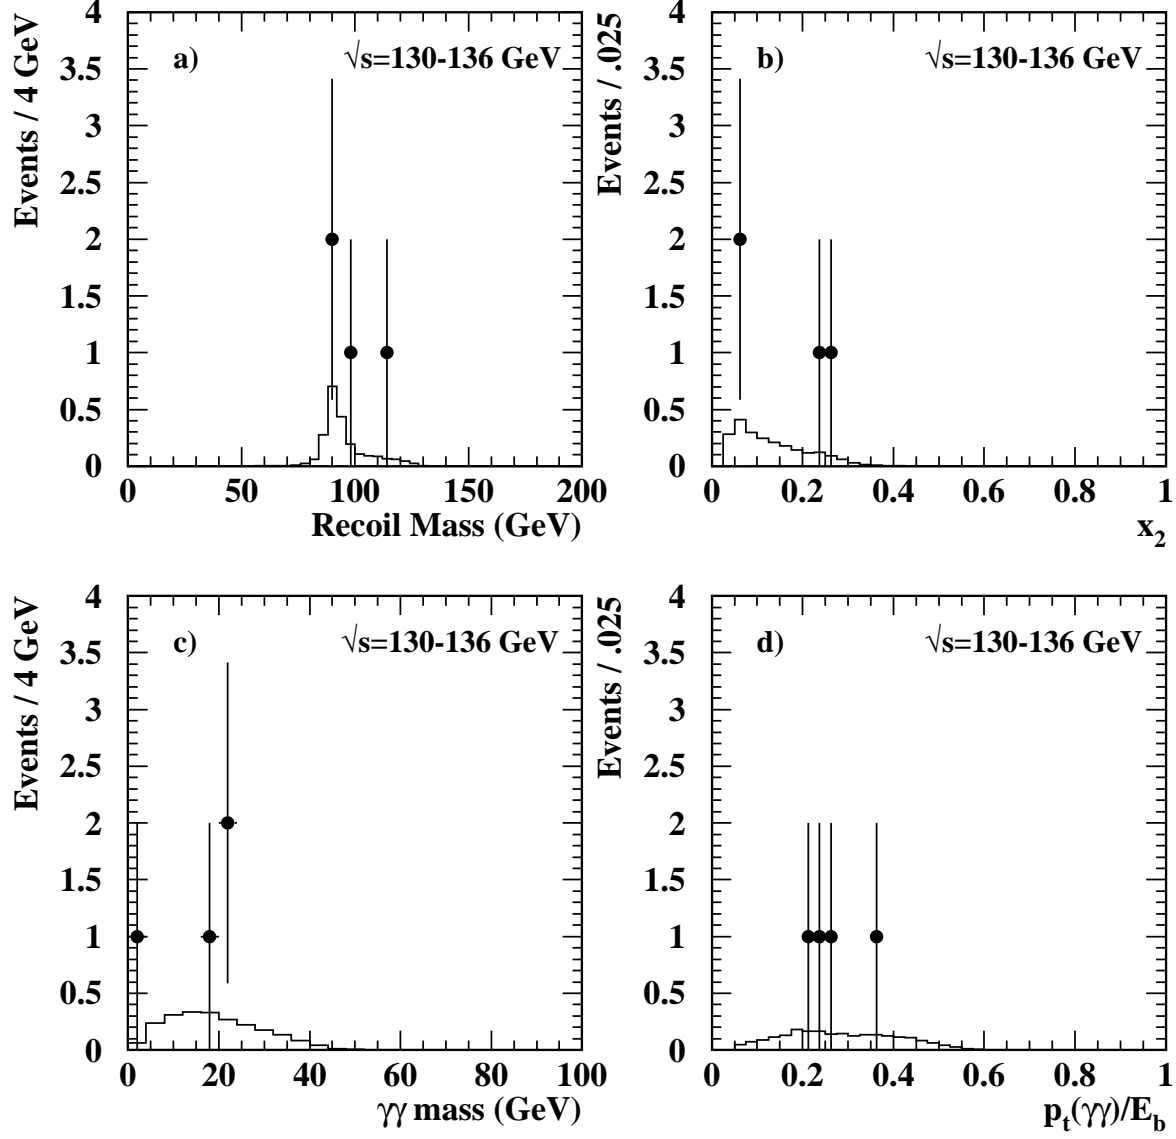 Events / 4 GeV
4
3.5
3
2.5
2
1.5
1
0.5
0
a)
√s=130-136 GeV
0 50 100 150 200
Recoil Mass (GeV)
Events / .025
4
3.5
3
2.5
2
1.5
1
0.5
0
b)
√s=130-136 GeV
0 0.2 0.4 0.6 0.8 1
x₂
Events / 4 GeV
4
3.5
3
2.5
2
1.5
1
0.5
0
c)
√s=130-136 GeV
0 20 40 60 80 100
γγ mass (GeV)
Events / .025
4
3.5
3
2.5
2
1.5
1
0.5
0
d)
√s=130-136 GeV
0 0.2 0.4 0.6 0.8 1
p_t(γγ)/E_b